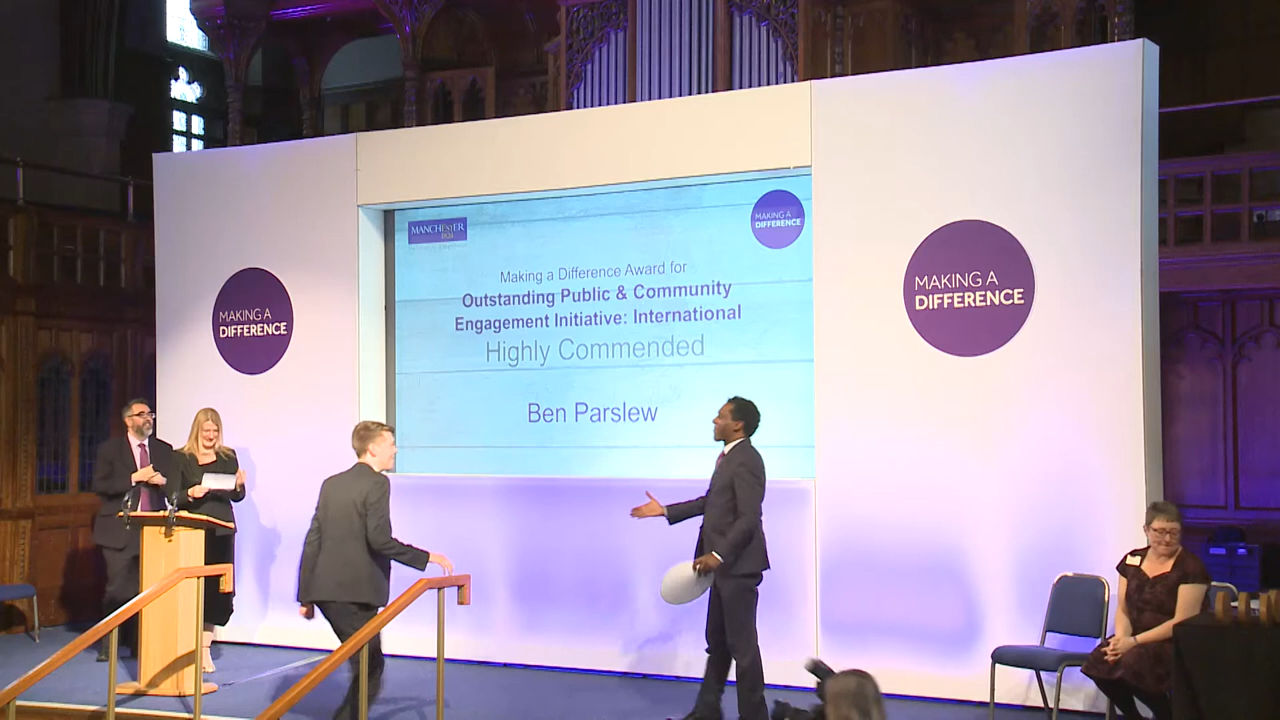 MANCHESTER
1824
MAKING A
DIFFERENCE
Making a Difference Award for
Outstanding Public & Community
Engagement Initiative: International
Highly Commended
Ben Parslew
MAKING A
DIFFERENCE
MAKING A
DIFFERENCE